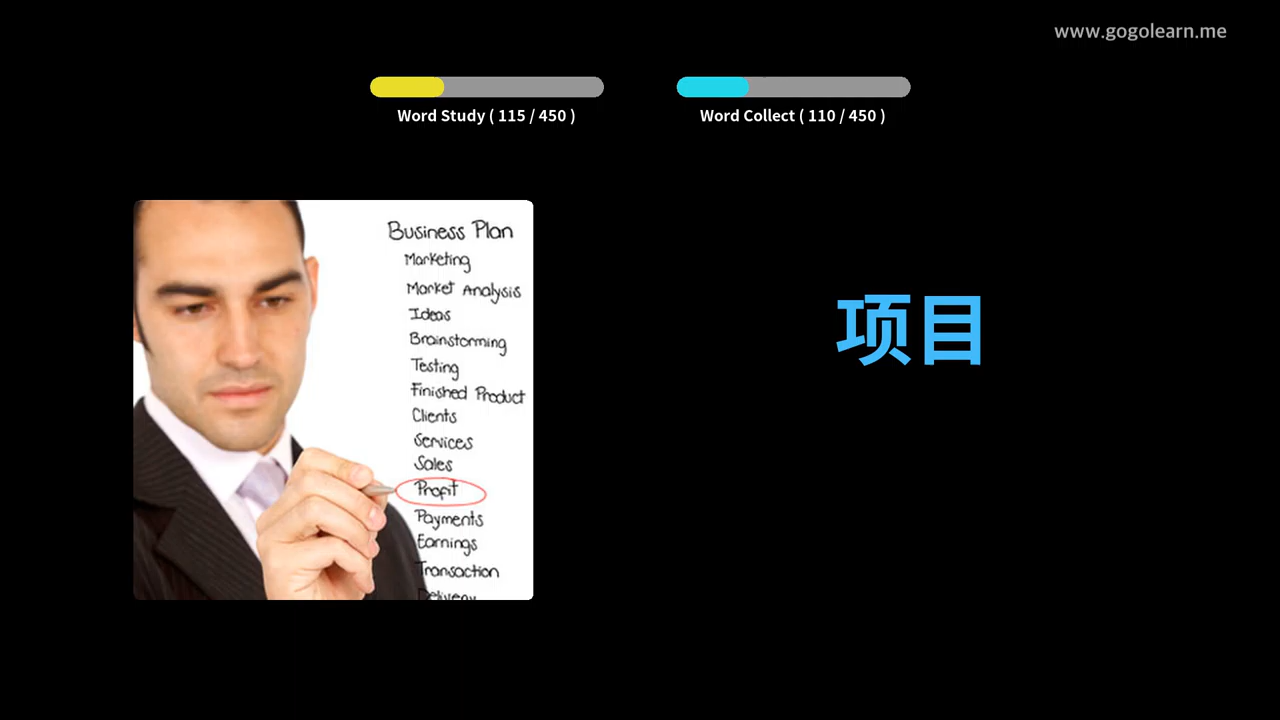 www.gogolearn.me
Word Study ( 115 / 450 )
Word Collect ( 110 / 450 )
Business Plan
Marketing
Market Analysis
Ideas
Brainstorming
Testing
Finished Product
Clients
Services
Sales
Profit
Payments
Earnings
Transaction
Delivery
项目